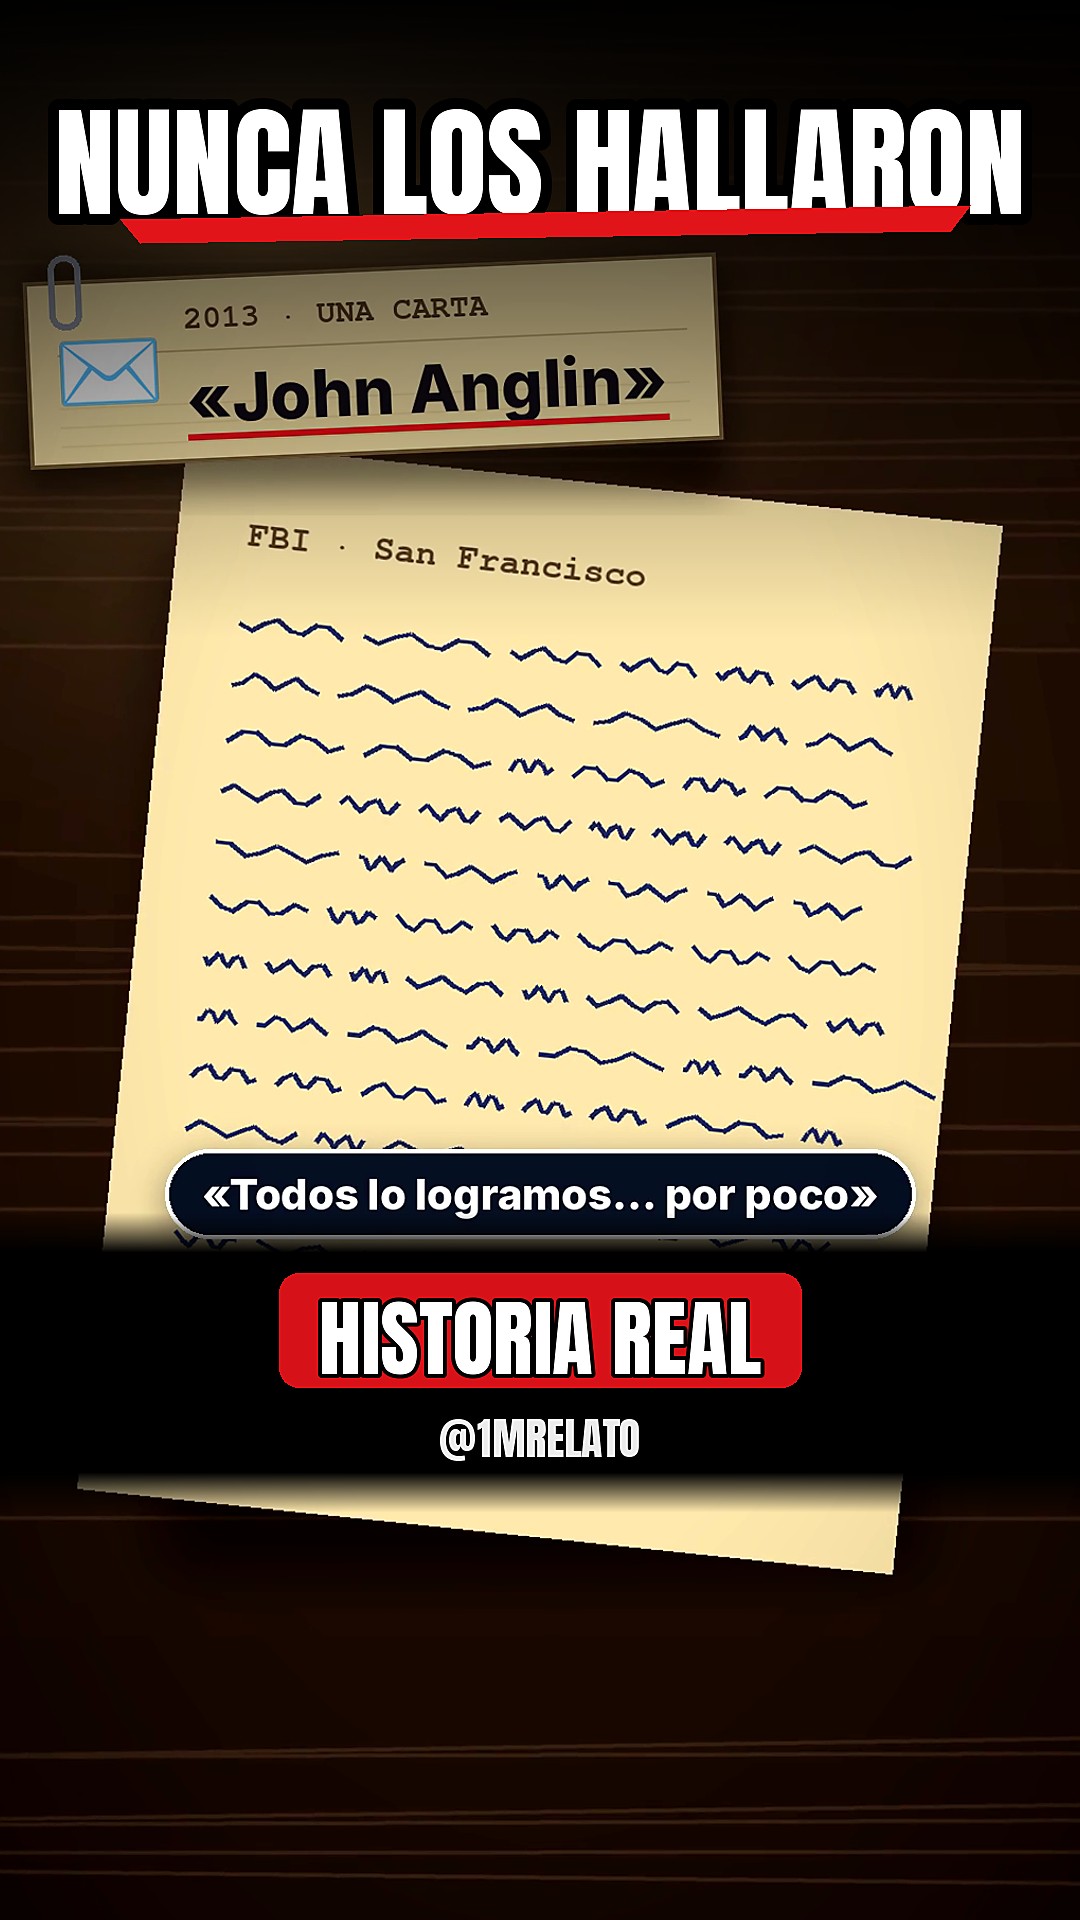 NUNCA LOS HALLARON
2013 · UNA CARTA
«John Anglin»
FBI · San Francisco
«Todos lo logramos... por poco»
HISTORIA REAL
@1MRELATO